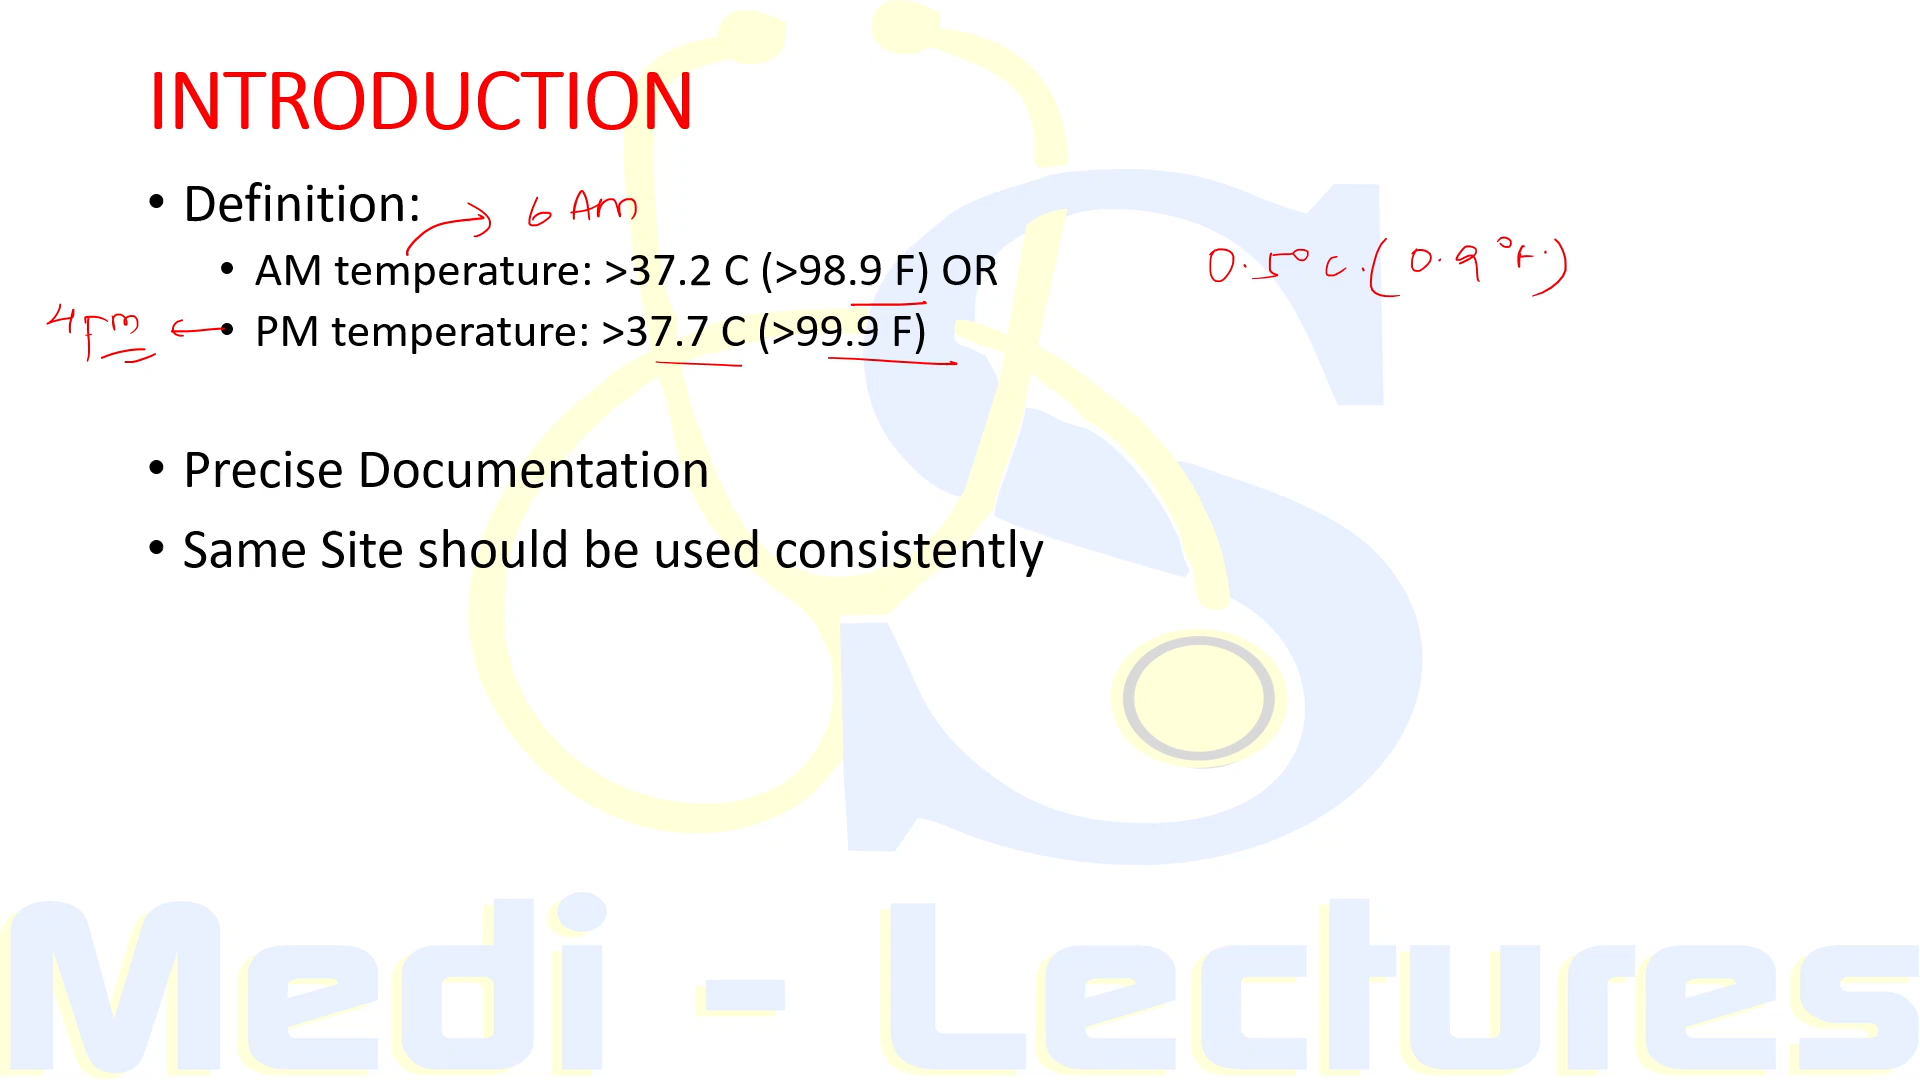 INTRODUCTION
• Definition:
6 Am
• AM temperature: >37.2 C (>98.9 F) OR
0.5°c. (0.9 °F.)
4pm
• PM temperature: >37.7 C (>99.9 F)
• Precise Documentation
• Same Site should be used consistently
S
Medi - Lectures